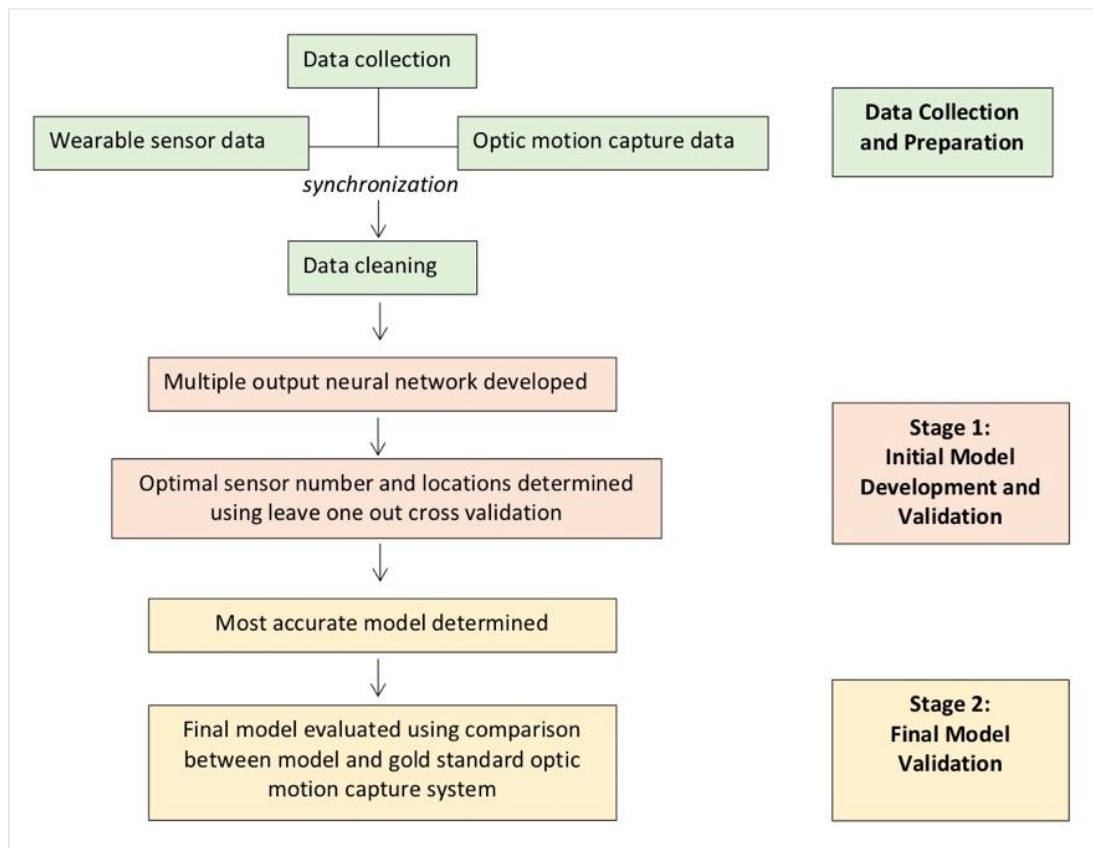 Data collection
Wearable sensor data
Optic motion capture data
synchronization
Data cleaning
Multiple output neural network developed
Optimal sensor number and locations determined
using leave one out cross validation
Most accurate model determined
Final model evaluated using comparison
between model and gold standard optic
motion capture system
Data Collection
and Preparation
Stage 1:
Initial Model
Development and
Validation
Stage 2:
Final Model
Validation